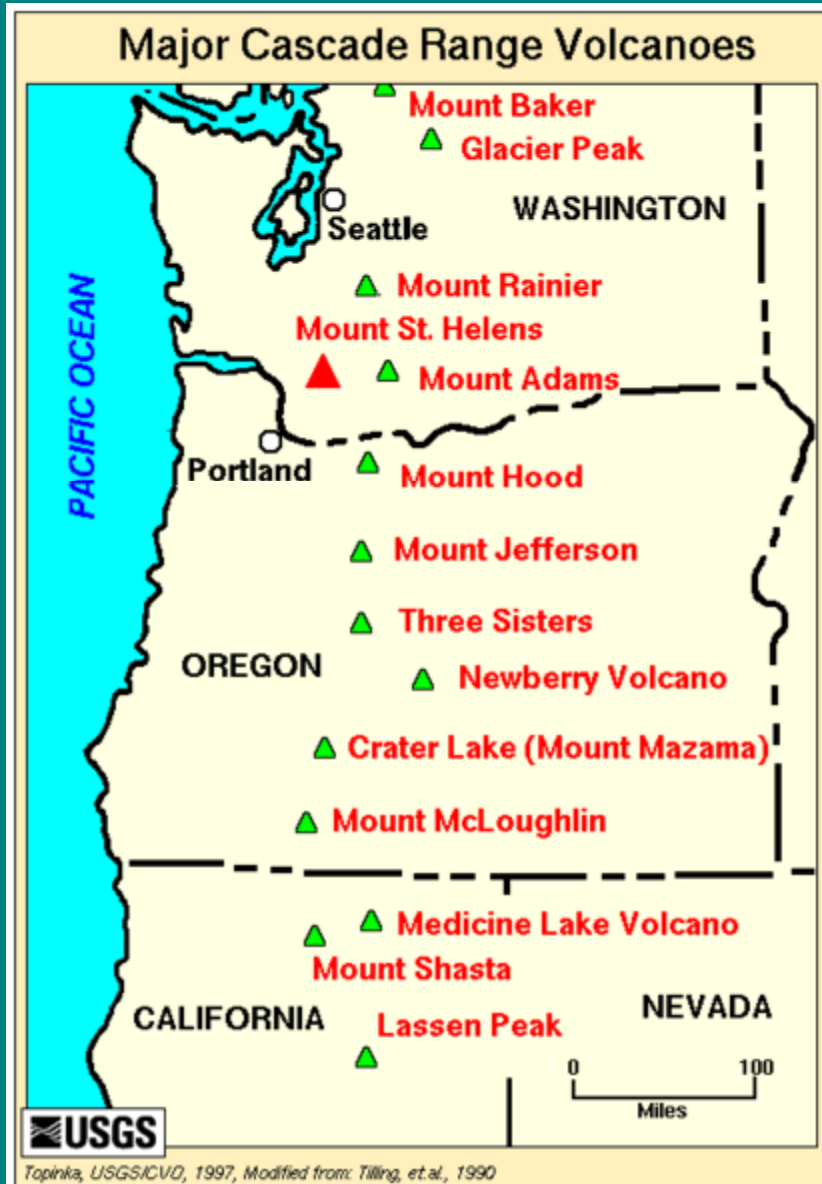 Major Cascade Range Volcanoes
Mount Baker
Glacier Peak
WASHINGTON
Seattle
Mount Rainier
Mount St. Helens
Mount Adams
PACIFIC OCEAN
Portland
Mount Hood
Mount Jefferson
Three Sisters
OREGON
Newberry Volcano
Crater Lake (Mount Mazama)
Mount McLoughlin
Medicine Lake Volcano
Mount Shasta
CALIFORNIA
NEVADA
Lassen Peak
0 100
Miles
USGS
Topinka, USGS/CVO, 1997, Modified from: Tilling, et.al., 1990